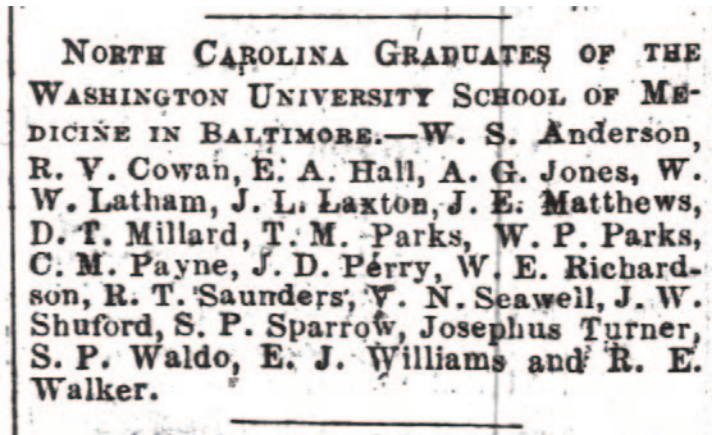 NORTH CAROLINA GRADUATES OF THE
WASHINGTON UNIVERSITY SCHOOL OF ME-
DICINE IN BALTIMORE.—W. S. Anderson,
R. V. Cowan, E. A. Hall, A. G. Jones, W.
W. Latham, J. L. Laxton, J. E. Matthews,
D. T. Millard, T. M. Parks, W. P. Parks,
C. M. Payne, J. D. Perry, W. E. Richard-
son, R. T. Saunders, V. N. Seawell, J. W.
Shuford, S. P. Sparrow, Josephus Turner,
S. P. Waldo, E. J. Williams and R. E.
Walker.